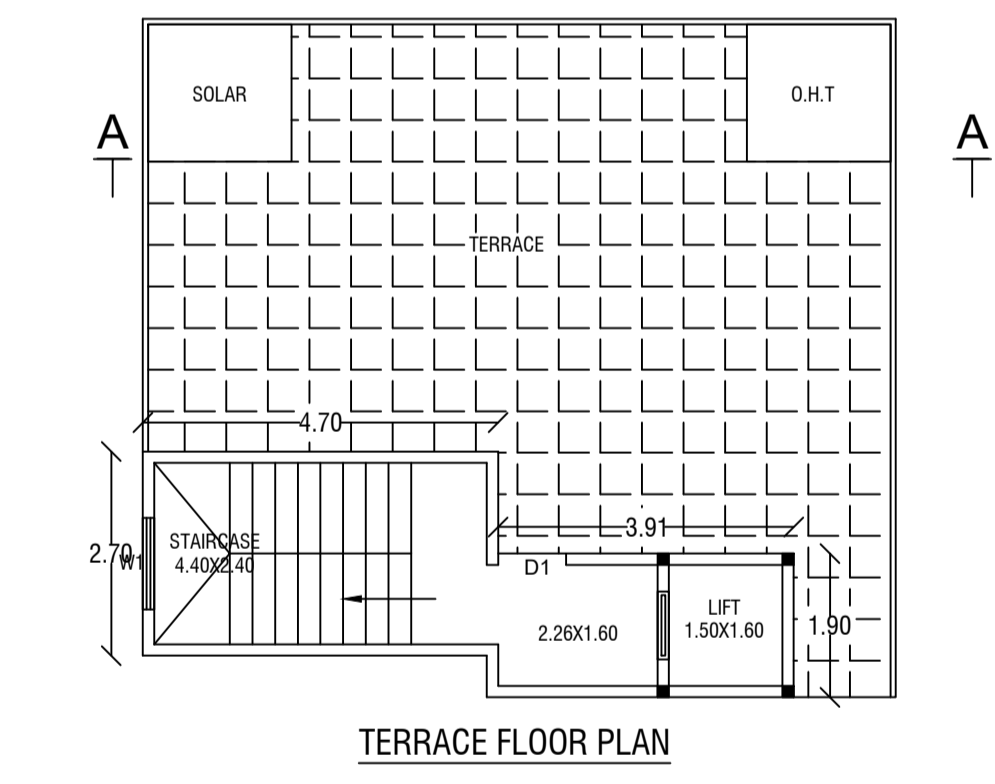 SOLAR
O.H.T
A
A
TERRACE
4.70
3.91
STAIRCASE
4.40X2.40
2.70
W1
D1
LIFT
1.50X1.60
2.26X1.60
1.90
TERRACE FLOOR PLAN